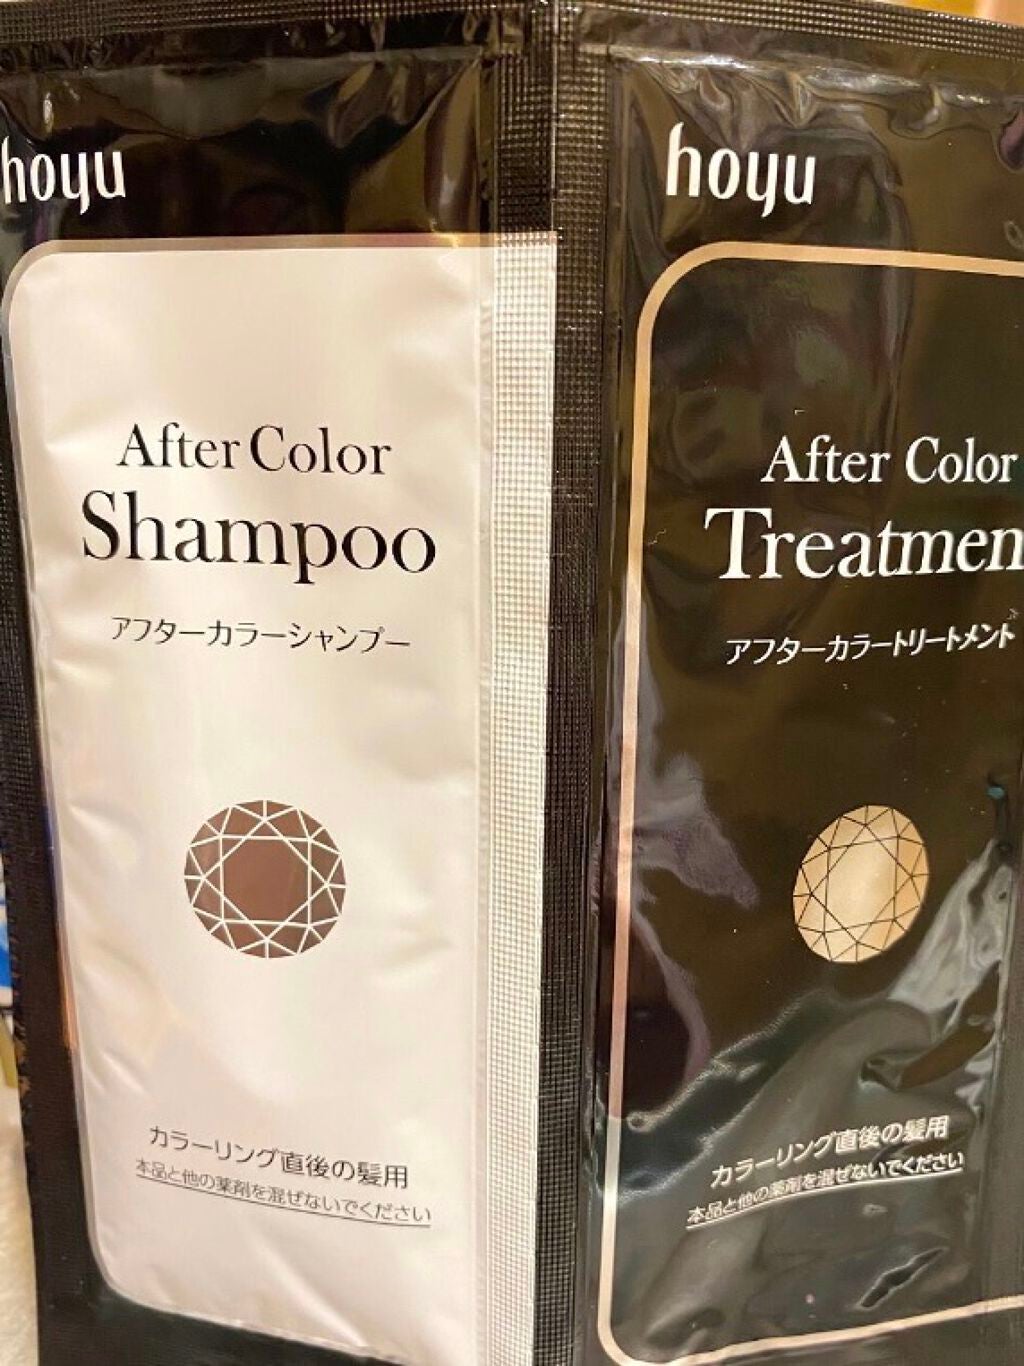 hoyu
After Color
Shampoo
アフターカラーシャンプー
カラーリング直後の髪用
本品と他の薬剤を混ぜないでください
hoyu
After Color
Treatmen
アフターカラートリートメント
カラーリング直後の髪用
本品と他の薬剤を混ぜないでください